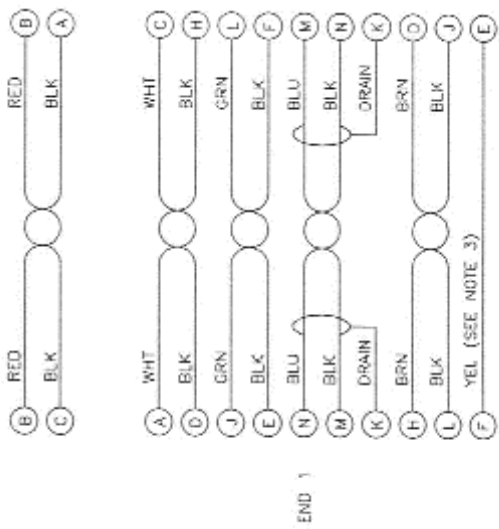 B RED RED B
C BLK BLK A
A WHT WHT C
D BLK BLK H
J GRN GRN L
E BLK BLK F
END 1
N BLU BLU M
M BLK BLK N
K DRAIN DRAIN K
H BRN BRN D
L BLK BLK J
F YEL (SEE NOTE 3) E